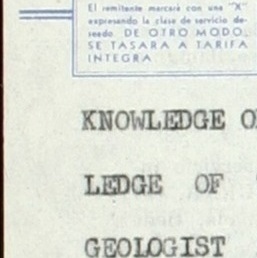 El remitente marcará con una "X"
expresando la clase de servicio de-
seado. DE OTRO MODO,
SE TASARA A TARIFA
INTEGRA
KNOWLEDGE
LEDGE OF
GEOLOGIST